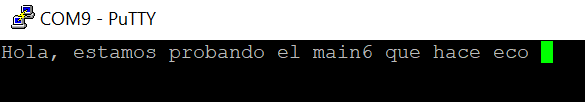 COM9 - PuTTY
Hola, estamos probando el main6 que hace eco